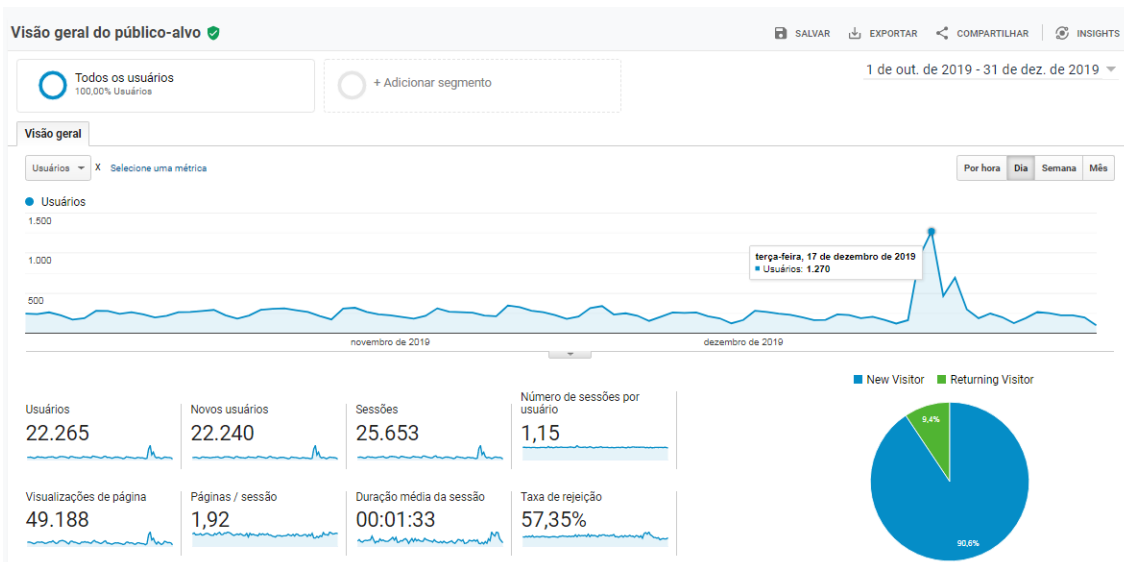 Visão geral do público-alvo
SALVAR
EXPORTAR
COMPARTILHAR
INSIGHTS
Todos os usuários
100,00% Usuários
+ Adicionar segmento
1 de out. de 2019 - 31 de dez. de 2019
Visão geral
Usuários
X
Selecione uma métrica
Por hora
Dia
Semana
Mês
Usuários
1.500
1.000
500
terça-feira, 17 de dezembro de 2019
Usuários: 1.270
novembro de 2019
dezembro de 2019
New Visitor
Returning Visitor
Usuários
22.265
Novos usuários
22.240
Sessões
25.653
Número de sessões por
usuário
1,15
Visualizações de página
49.188
Páginas / sessão
1,92
Duração média da sessão
00:01:33
Taxa de rejeição
57,35%
9,4%
90,6%